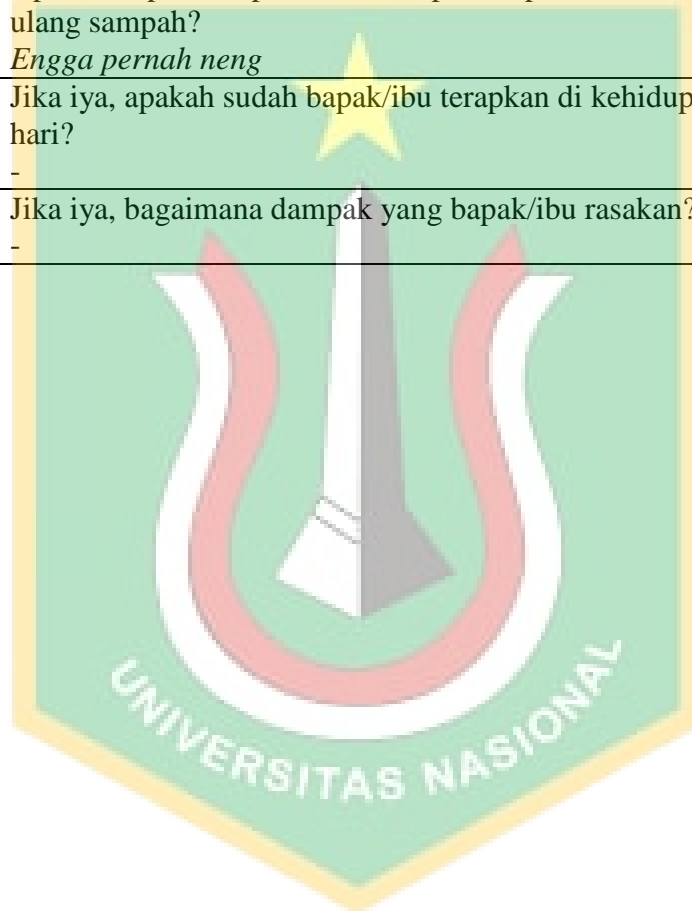 ulang sampah?
Engga pernah neng
Jika iya, apakah sudah bapak/ibu terapkan di kehidup
hari?
-
Jika iya, bagaimana dampak yang bapak/ibu rasakan?
-
UNIVERSITAS NASIONAL